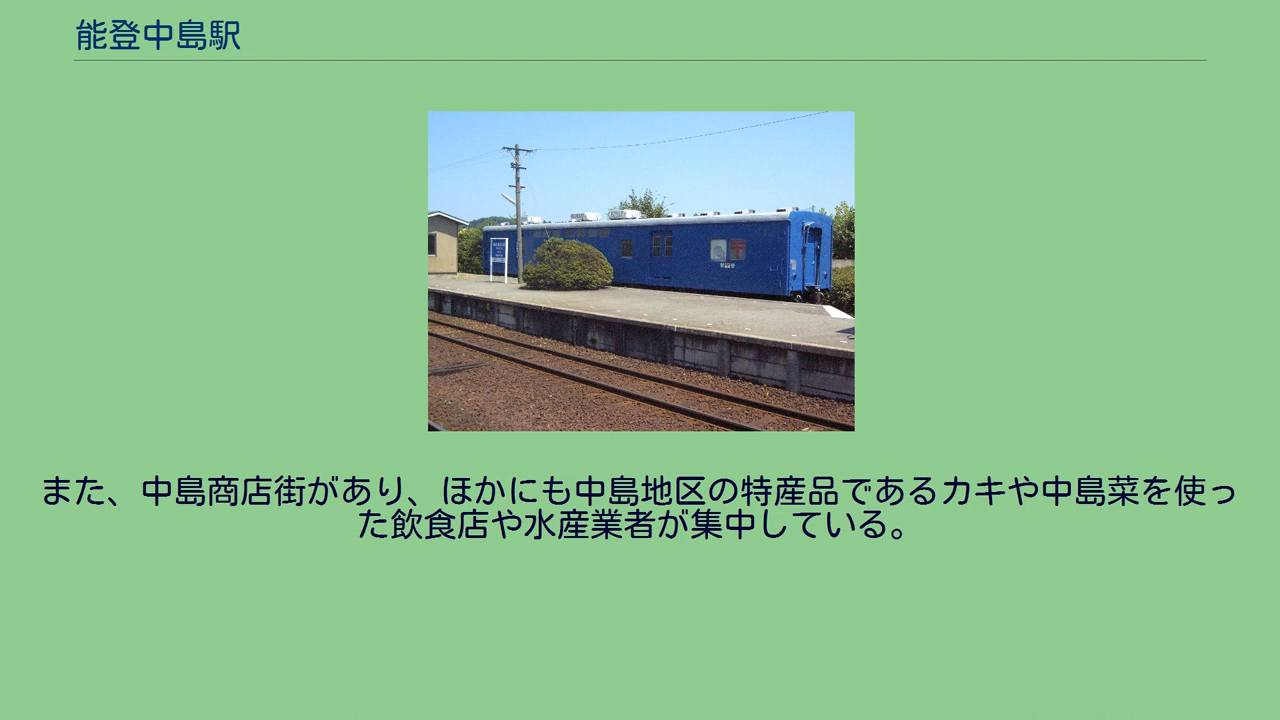 能登中島駅
また、中島商店街があり、ほかにも中島地区の特産品であるカキや中島菜を使っ
た飲食店や水産業者が集中している。